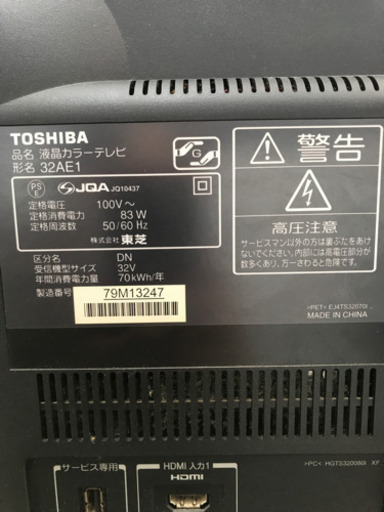 TOSHIBA
品名 液晶カラーテレビ
形名 32AE1
G
PS
E
JQA JQ10437
定格電圧： 100V～
定格消費電力： 83 W
定格周波数： 50/60 Hz
株式会社 東芝
区分名 DN
受信機型サイズ 32V
年間消費電力量 70 kWh/年
製造番号
79M13247
警告
高圧注意
サービスマン以外の方は裏ぶたをあけ
ないでください。内部には高電圧部分が
数多くあり、万一さわると危険です。
MADE IN CHINA
サービス専用
HDMI 入力1
HDMI